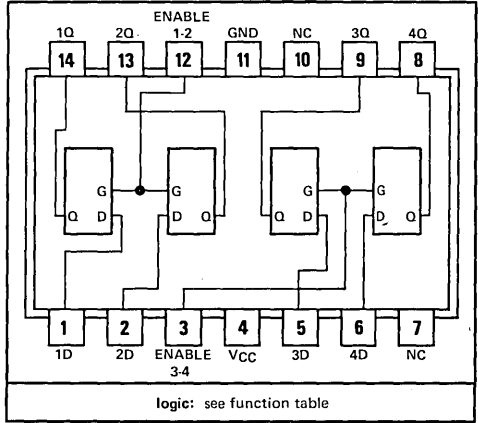 ENABLE
1Q 2Q 1-2 GND NC 3Q 4Q
14 13 12 11 10 9 8
G G G G
Q D D Q Q D D Q
1 2 3 4 5 6 7
1D 2D ENABLE VCC 3D 4D NC
3-4
logic: see function table